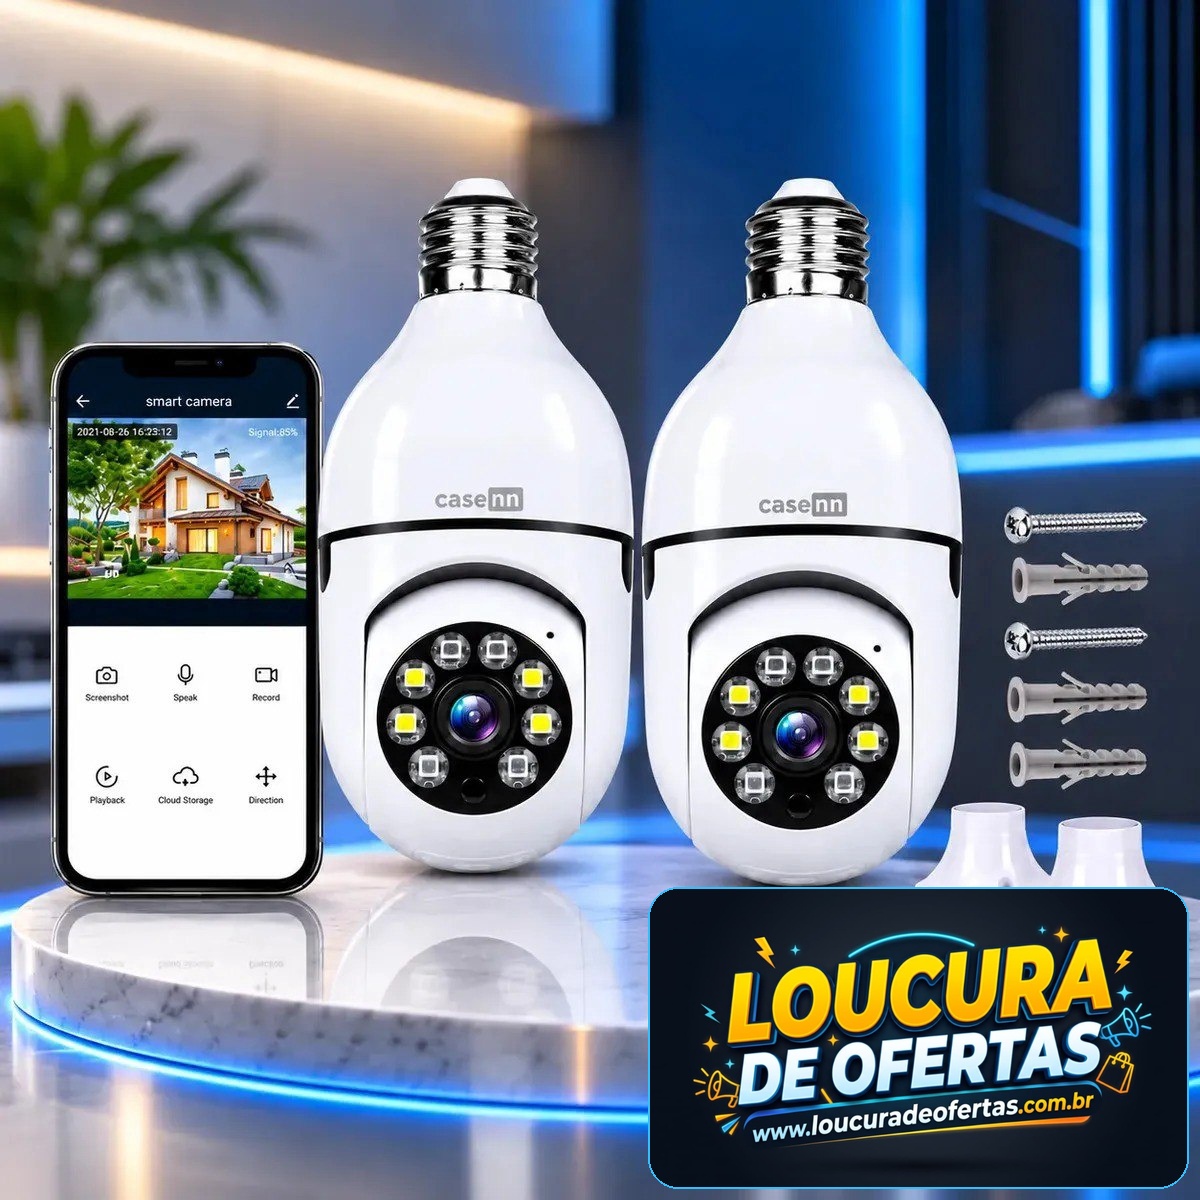 smart camera
2021-08-26 16:23:12
Signal:85%
Screenshot
Speak
Record
Playback
Cloud Storage
Direction
casenn
casenn
LOUCURA
DE OFERTAS
www.loucuradeofertas.com.br